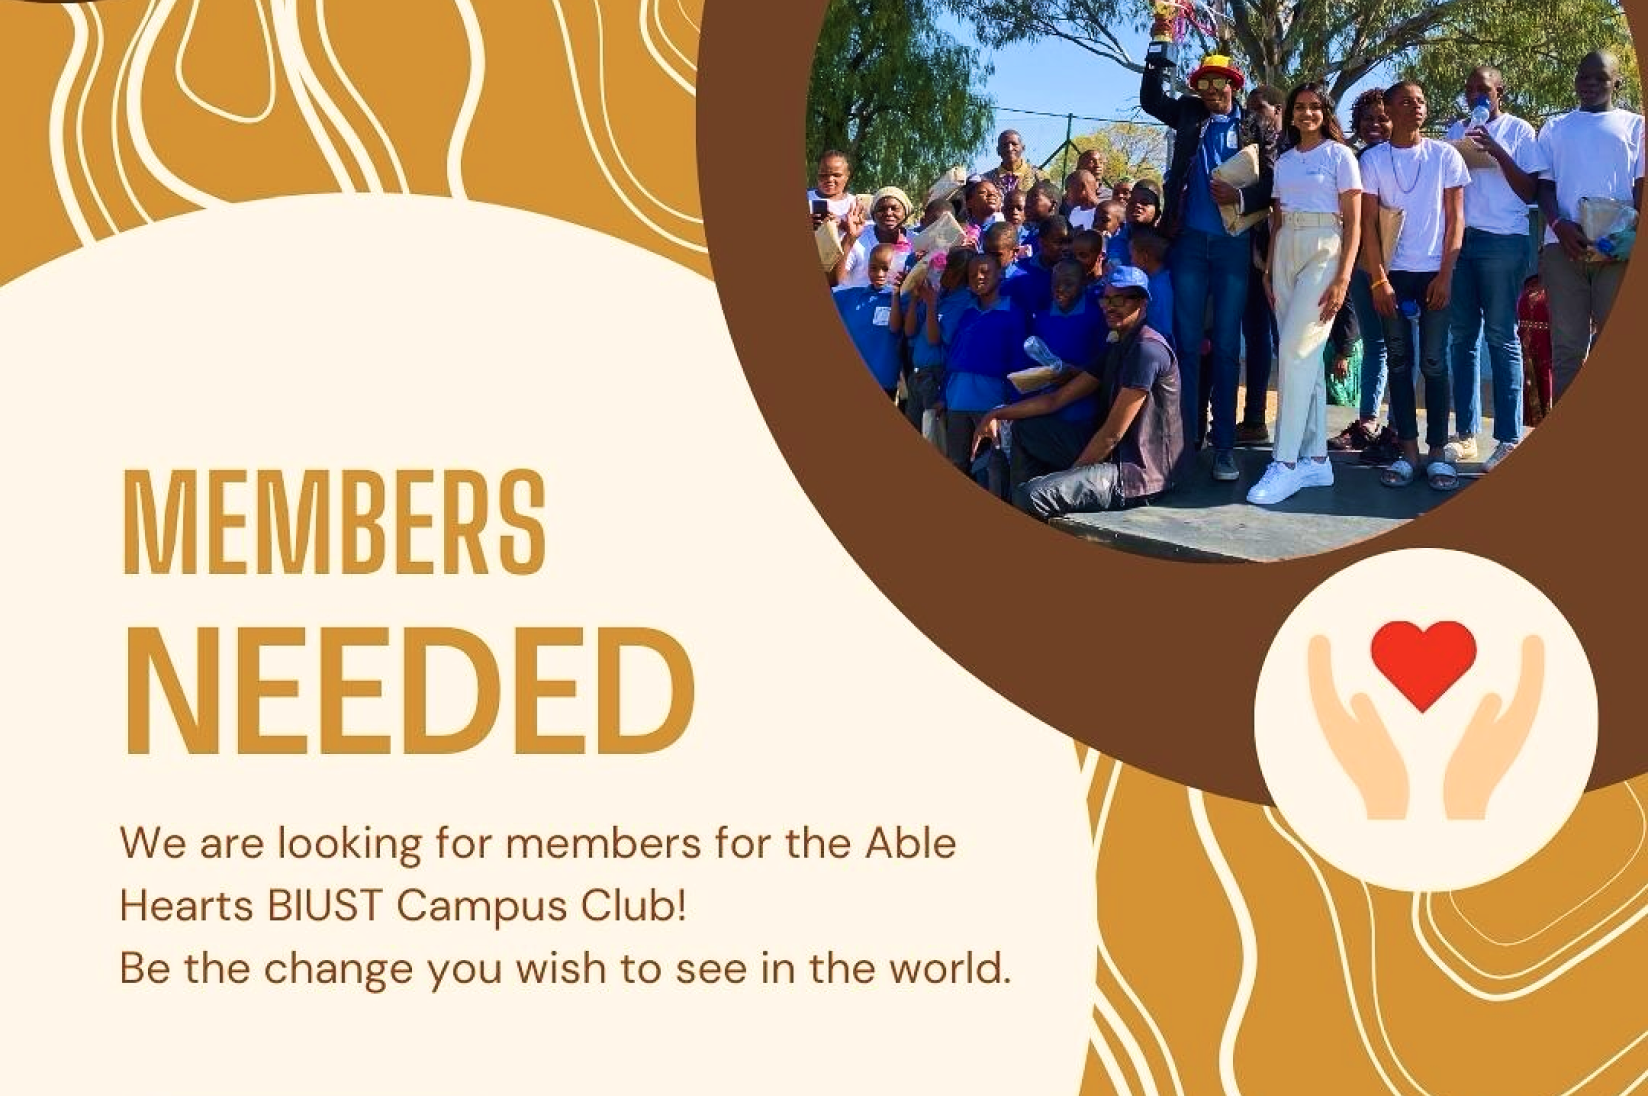 MEMBERS
NEEDED
We are looking for members for the Able
Hearts BIUST Campus Club!
Be the change you wish to see in the world.